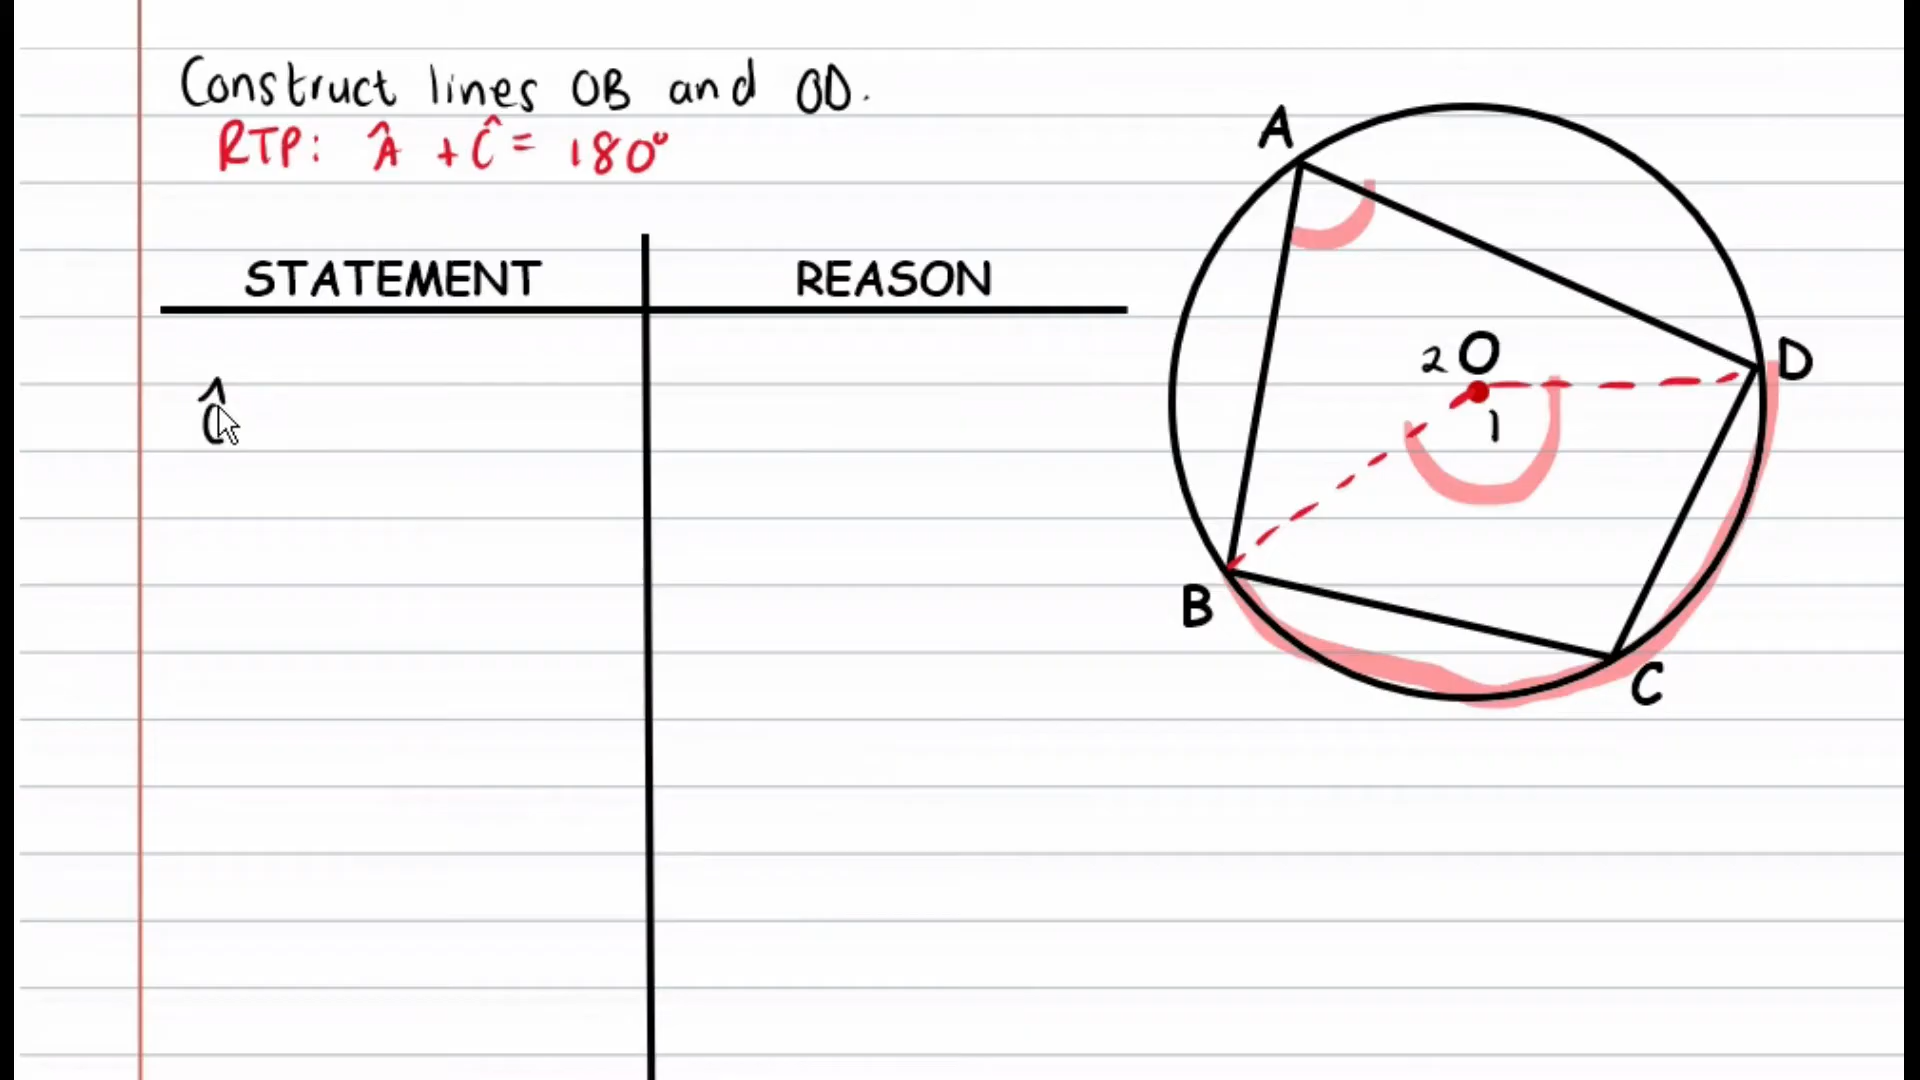 Construct lines OB and OD.
RTP: Â + Ĉ = 180°
STATEMENT
REASON
A
2 O
1
D
B
C